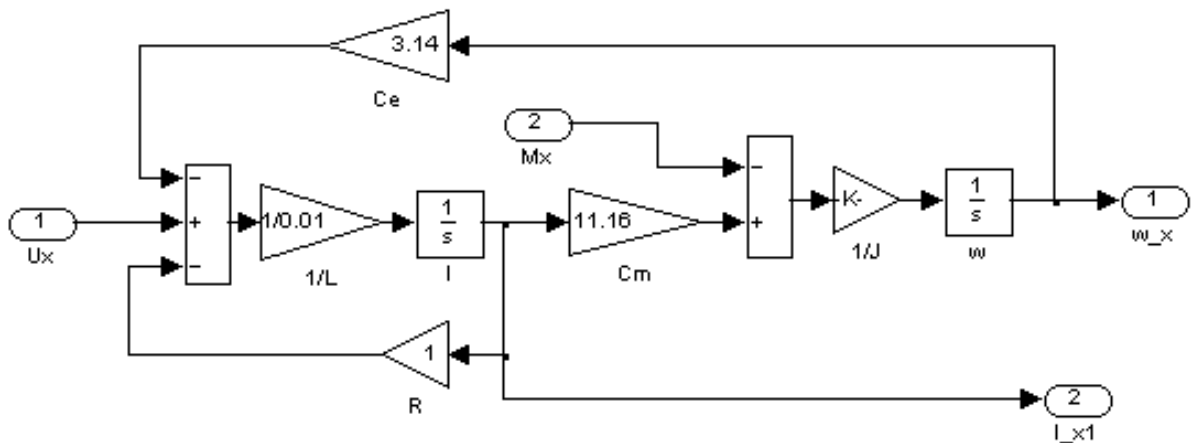 3.14
Ce
2
Mx
−
−
1
Ux
+
−
1/0.01
1/L
1
s
I
11.16
Cm
+
K-
1/J
1
s
w
1
w_x
1
R
2
I_x1